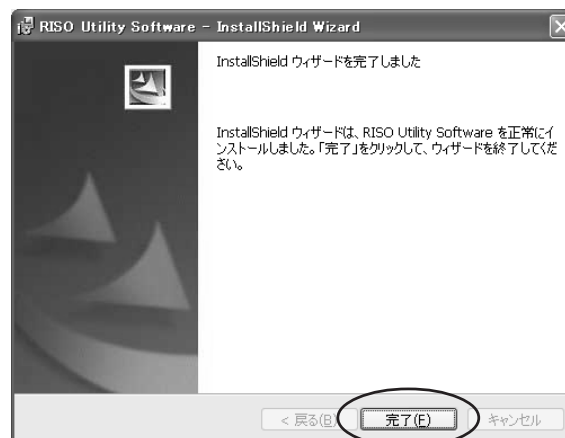 RISO Utility Software - InstallShield Wizard
InstallShield ウィザードを完了しました
InstallShield ウィザードは、RISO Utility Software を正常にイ
ンストールしました。「完了」をクリックして、ウィザードを終了してくだ
さい。
< 戻る(B)
完了(F)
キャンセル